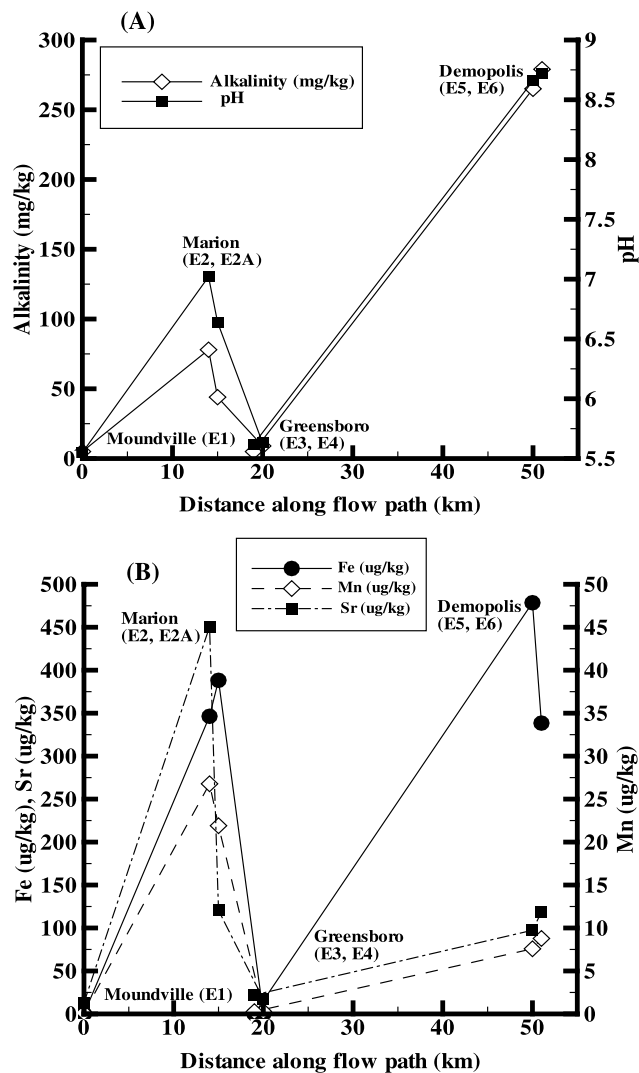 (A)
300
250
200
150
100
50
0
Alkalinity (mg/kg)
Alkalinity (mg/kg)
pH
Demopolis
(E5, E6)
Marion
(E2, E2A)
Moundville (E1)
Greensboro
(E3, E4)
9
8.5
8
7.5
7
6.5
6
5.5
pH
0 10 20 30 40 50
Distance along flow path (km)
(B)
Fe (ug/kg)
Mn (ug/kg)
Sr (ug/kg)
500
450
400
350
300
250
200
150
100
50
0
Fe (ug/kg), Sr (ug/kg)
Marion
(E2, E2A)
Demopolis
(E5, E6)
Greensboro
(E3, E4)
Moundville (E1)
50
45
40
35
30
25
20
15
10
5
0
Mn (ug/kg)
0 10 20 30 40 50
Distance along flow path (km)